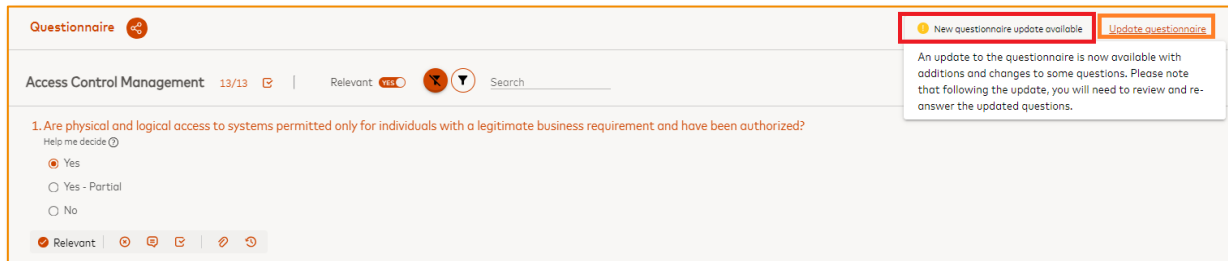 Questionnaire
New questionnaire update available
Update questionnaire
An update to the questionnaire is now available with
additions and changes to some questions. Please note
that following the update, you will need to review and re-
answer the updated questions.
Access Control Management 13/13 Relevant YES Search
1. Are physical and logical access to systems permitted only for individuals with a legitimate business requirement and have been authorized?
Help me decide ?
Yes
Yes - Partial
No
Relevant